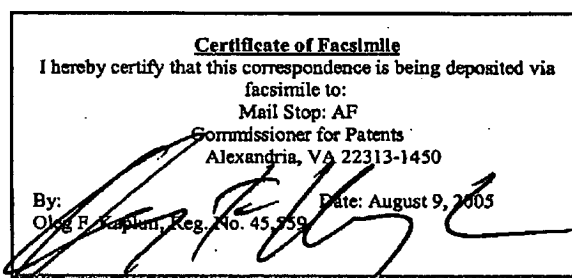 Certificate of Facsimile
I hereby certify that this correspondence is being deposited via
facsimile to:
Mail Stop: AF
Commissioner for Patents
Alexandria, VA 22313-1450
By: Date: August 9, 2005
Oleg F. Kaplun, Reg. No. 45,559